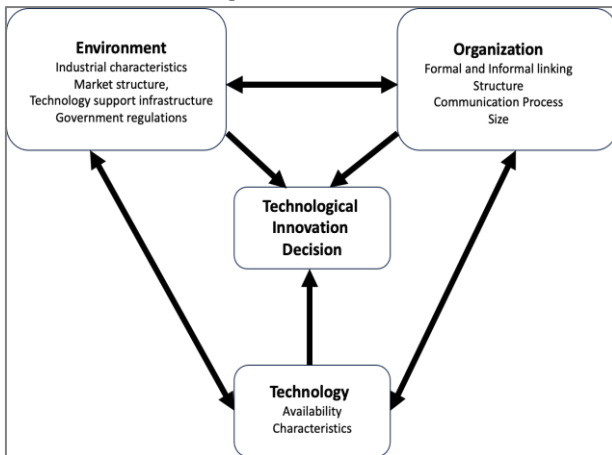 Environment
Industrial characteristics
Market structure,
Technology support infrastructure
Government regulations
Organization
Formal and Informal linking
Structure
Communication Process
Size
Technological
Innovation
Decision
Technology
Availability
Characteristics